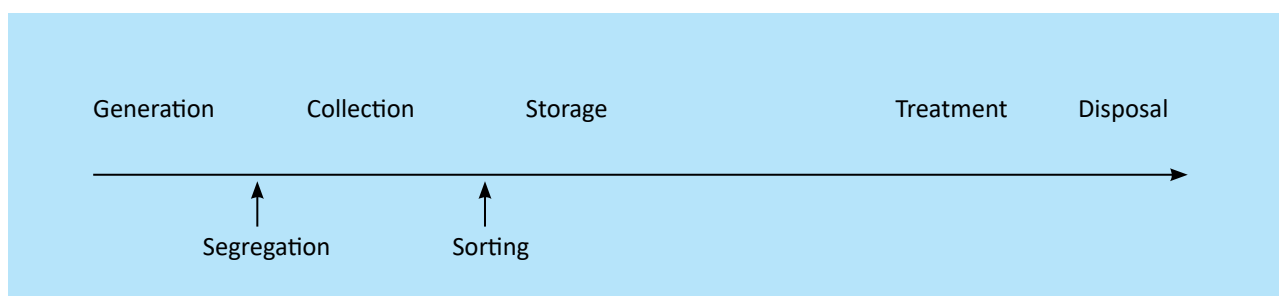 Generation Collection Storage Treatment Disposal
Segregation Sorting